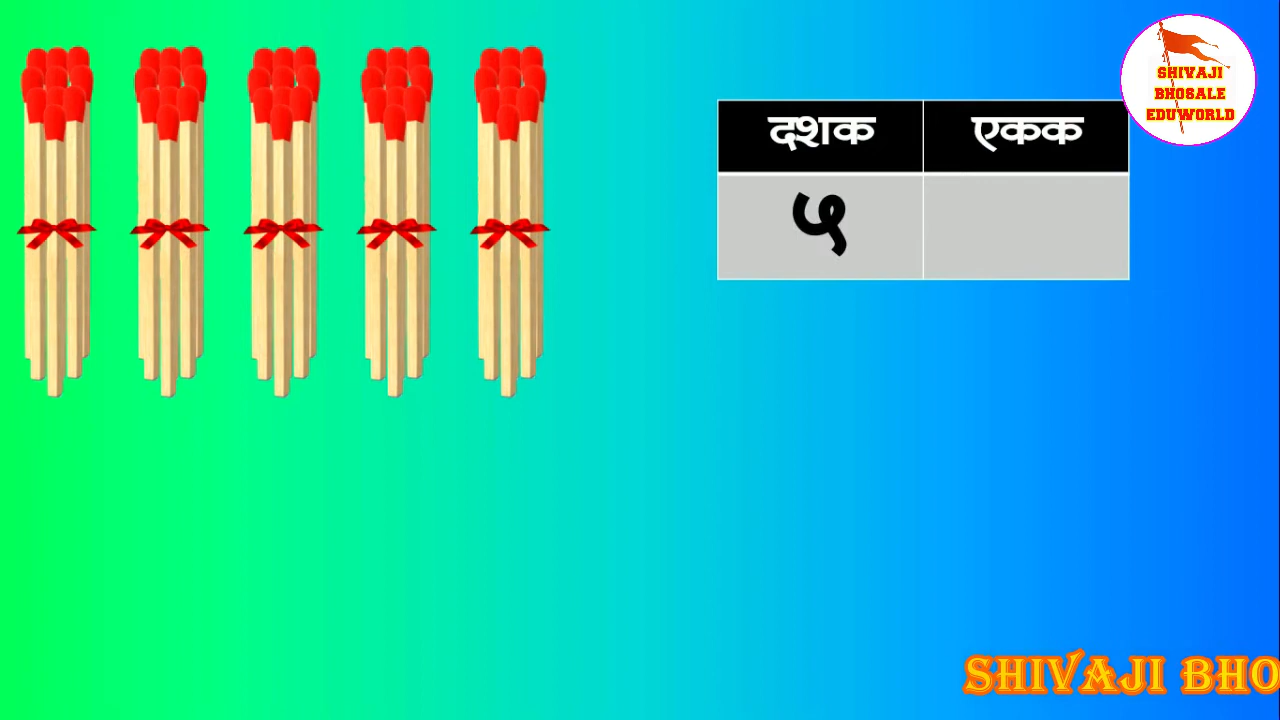 SHIVAJI
BHOSALE
EDUWORLD
दशक एकक
५
SHIVAJI BHO